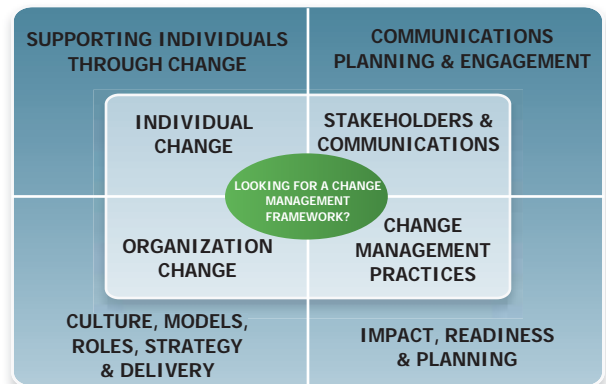 SUPPORTING INDIVIDUALS
THROUGH CHANGE
COMMUNICATIONS
PLANNING & ENGAGEMENT
INDIVIDUAL
CHANGE
STAKEHOLDERS &
COMMUNICATIONS
LOOKING FOR A CHANGE
MANAGEMENT
FRAMEWORK?
ORGANIZATION
CHANGE
CHANGE
MANAGEMENT
PRACTICES
CULTURE, MODELS,
ROLES, STRATEGY
& DELIVERY
IMPACT, READINESS
& PLANNING